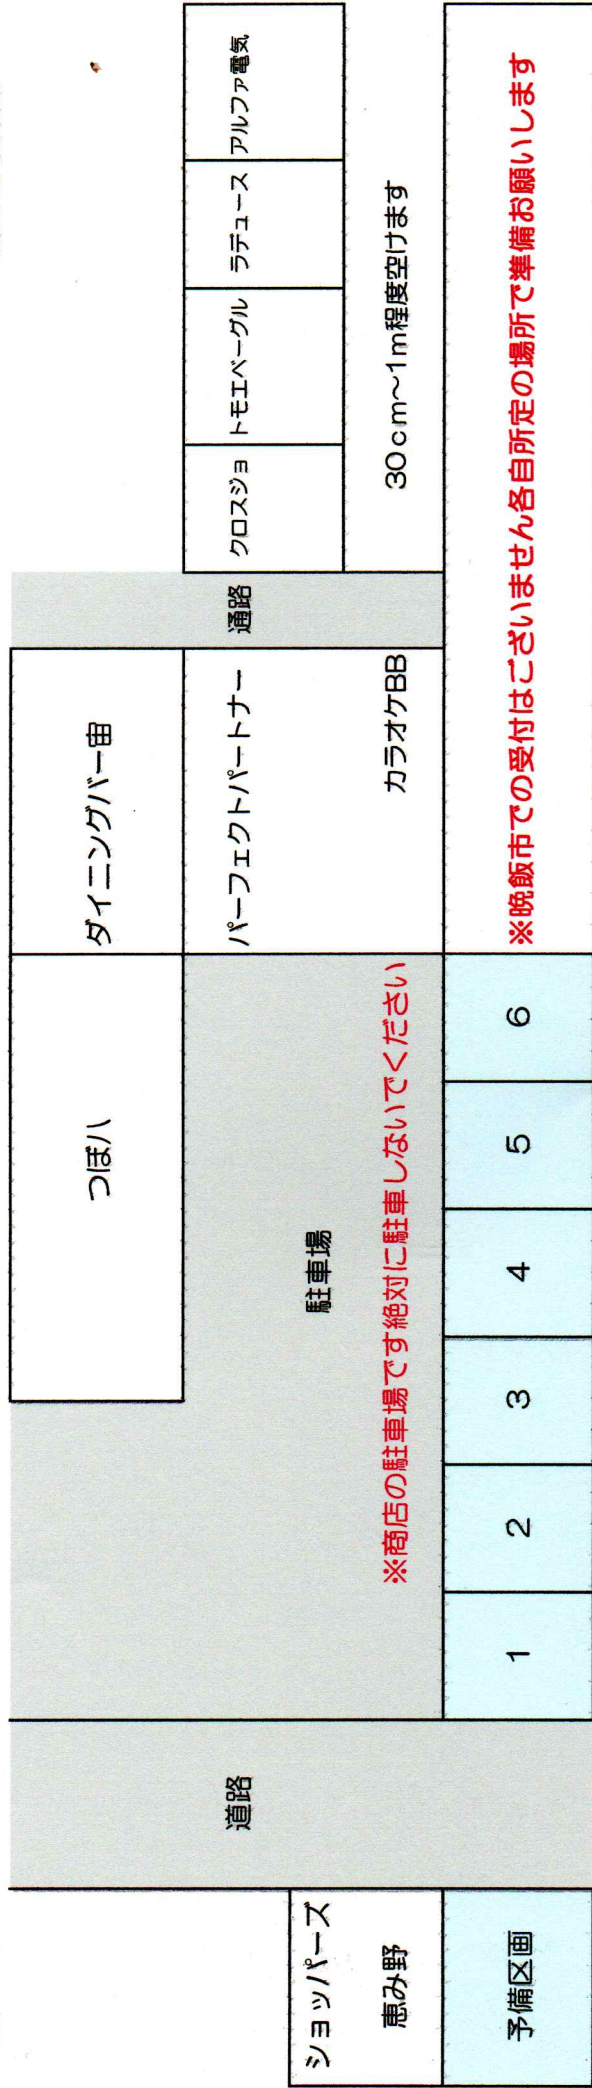 つぼ八
ダイニングバー宙
パーフェクトパートナー
カラオケBB
通路
クロスジョ
トモエベーグル
ラデュース
アルファ電気
30cm～1m程度空けます
駐車場
※商店の駐車場です絶対に駐車しないでください
道路
ショッパーズ
恵み野
予備区画
1
2
3
4
5
6
※晩飯市での受付はございません各自所定の場所で準備お願いします